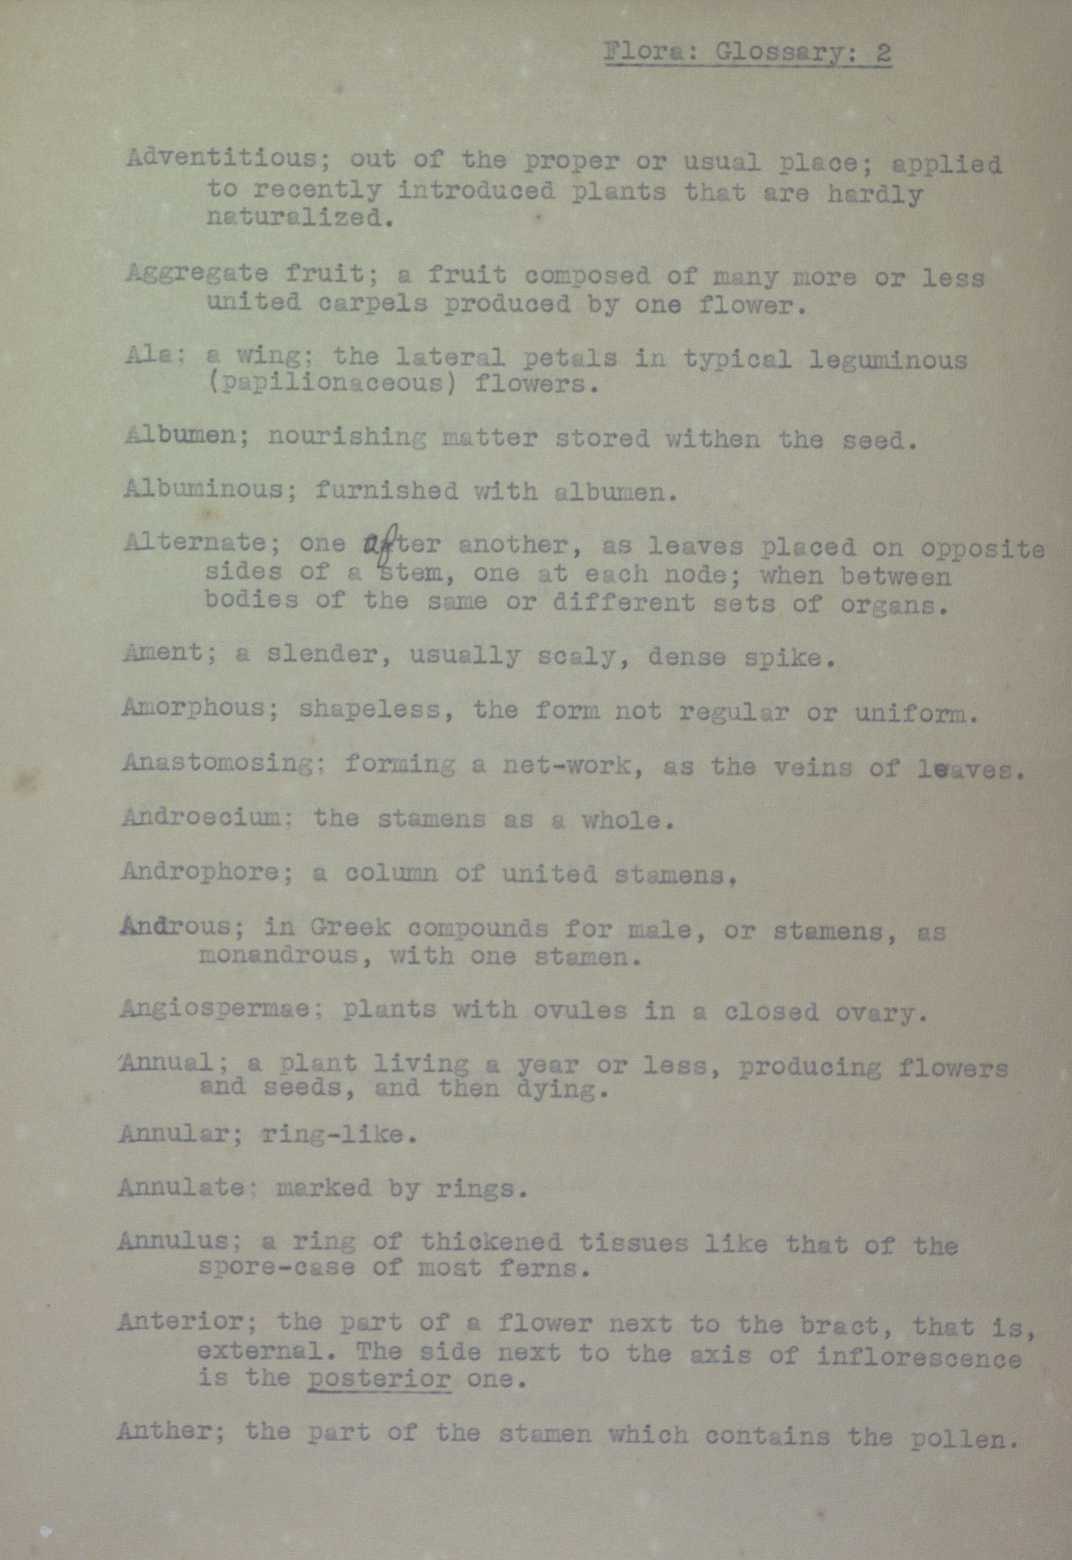 Flora: Glossary: 2
Adventitious; out of the proper or usual place; applied
to recently introduced plants that are hardly
naturalized.
Aggregate fruit; a fruit composed of many more or less
united carpels produced by one flower.
Ala; a wing; the lateral petals in typical leguminous
(papilionaceous) flowers.
Albumen; nourishing matter stored withen the seed.
Albuminous; furnished with albumen.
Alternate; one after another, as leaves placed on opposite
sides of a stem, one at each node; when between
bodies of the same or different sets of organs.
Ament; a slender, usually scaly, dense spike.
Amorphous; shapeless, the form not regular or uniform.
Anastomosing; forming a net-work, as the veins of leaves.
Androecium; the stamens as a whole.
Androphore; a column of united stamens.
Androus; in Greek compounds for male, or stamens, as
monandrous, with one stamen.
Angiospermae; plants with ovules in a closed ovary.
Annual; a plant living a year or less, producing flowers
and seeds, and then dying.
Annular; ring-like.
Annulate; marked by rings.
Annulus; a ring of thickened tissues like that of the
spore-case of most ferns.
Anterior; the part of a flower next to the bract, that is,
external. The side next to the axis of inflorescence
is the posterior one.
Anther; the part of the stamen which contains the pollen.